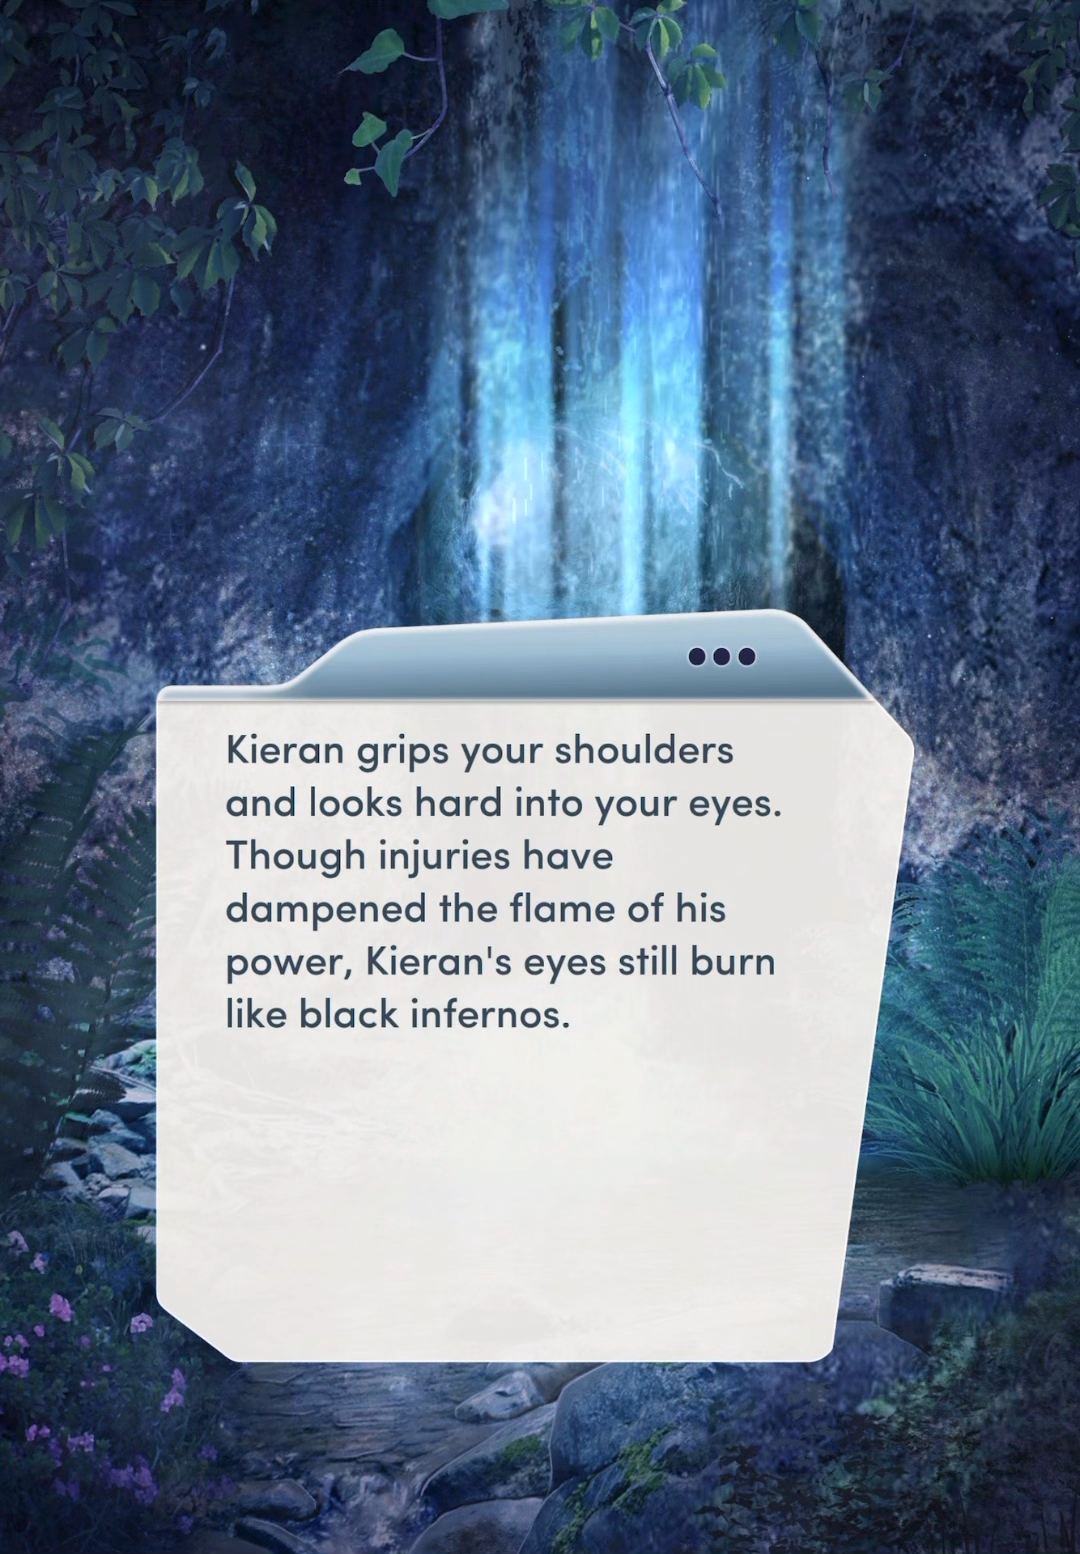 Kieran grips your shoulders
and looks hard into your eyes.
Though injuries have
dampened the flame of his
power, Kieran's eyes still burn
like black infernos.